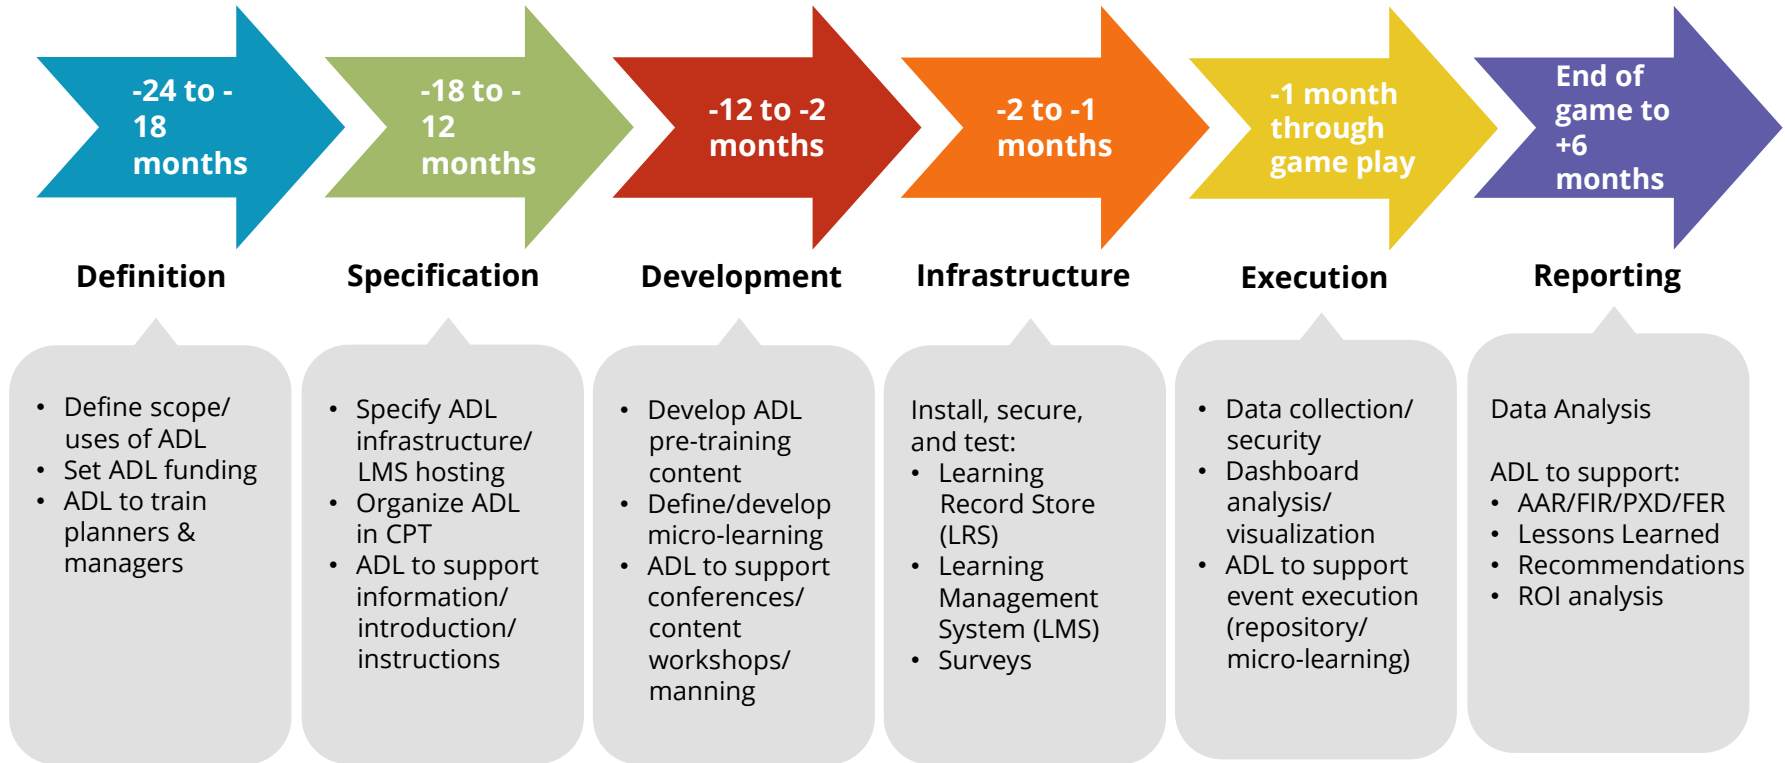 -24 to -
18
months
-18 to -
12
months
-12 to -2
months
-2 to -1
months
-1 month
through
game play
End of
game to
+6
months
Definition
Specification
Development
Infrastructure
Execution
Reporting
• Define scope/
uses of ADL
• Set ADL funding
• ADL to train
planners &
managers
• Specify ADL
infrastructure/
LMS hosting
• Organize ADL
in CPT
• ADL to support
information/
introduction/
instructions
• Develop ADL
pre-training
content
• Define/develop
micro-learning
• ADL to support
conferences/
content
workshops/
manning
Install, secure,
and test:
• Learning
Record Store
(LRS)
• Learning
Management
System (LMS)
• Surveys
• Data collection/
security
• Dashboard
analysis/
visualization
• ADL to support
event execution
(repository/
micro-learning)
Data Analysis
ADL to support:
• AAR/FIR/PXD/FER
• Lessons Learned
• Recommendations
• ROI analysis